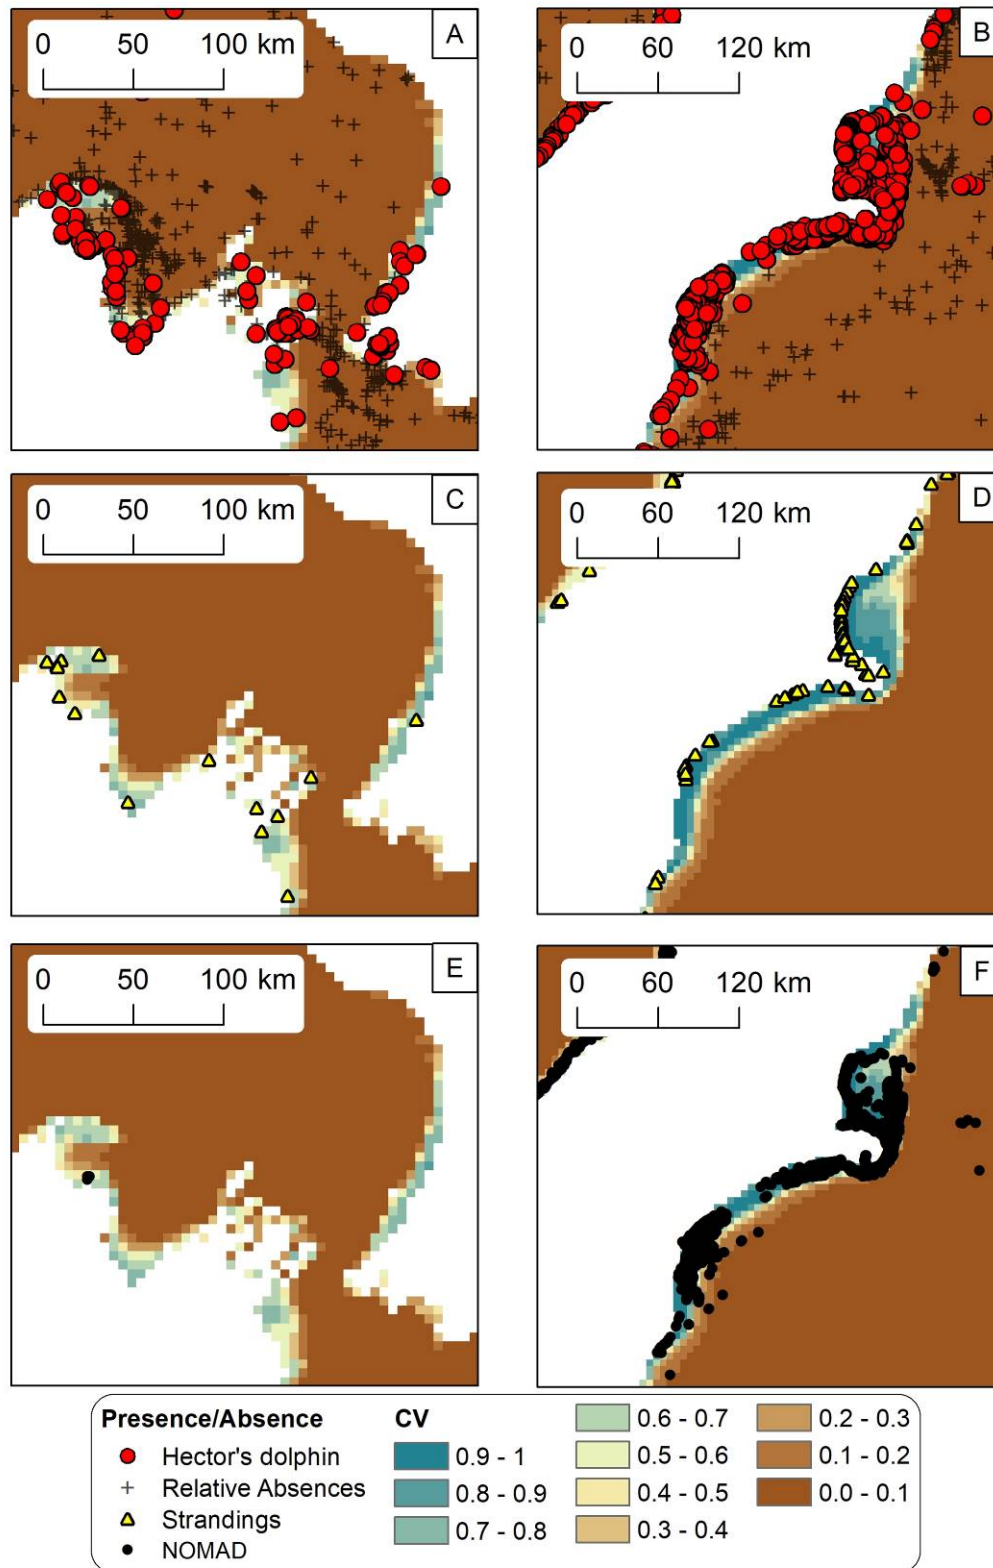 A
0 50 100 km
B
0 60 120 km
C
0 50 100 km
D
0 60 120 km
E
0 50 100 km
F
0 60 120 km
Presence/Absence
Hector's dolphin
Relative Absences
Strandings
NOMAD
CV
0.9 - 1
0.8 - 0.9
0.7 - 0.8
0.6 - 0.7
0.5 - 0.6
0.4 - 0.5
0.3 - 0.4
0.2 - 0.3
0.1 - 0.2
0.0 - 0.1